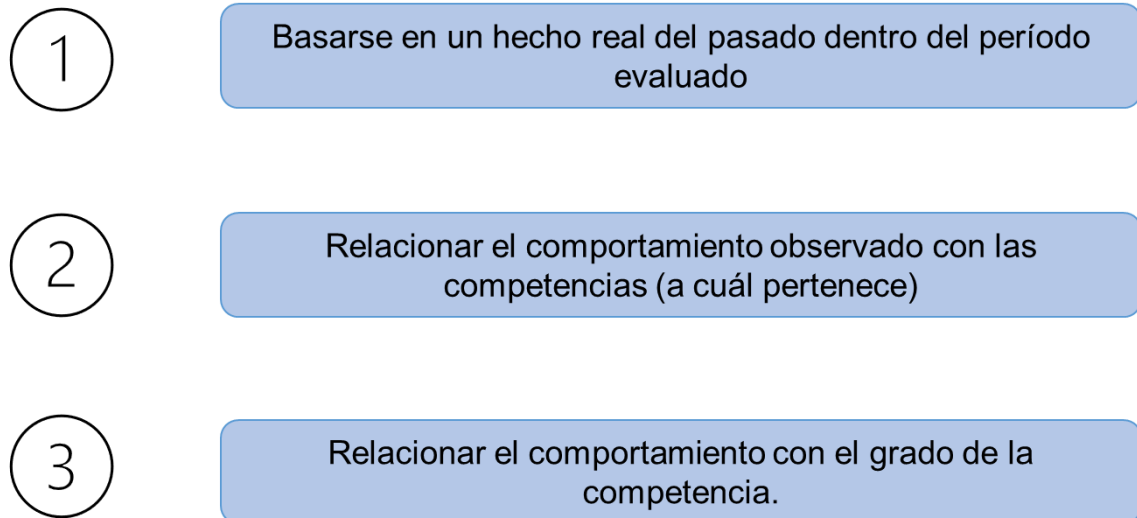 1
Basarse en un hecho real del pasado dentro del período
evaluado
2
Relacionar el comportamiento observado con las
competencias (a cuál pertenece)
3
Relacionar el comportamiento con el grado de la
competencia.